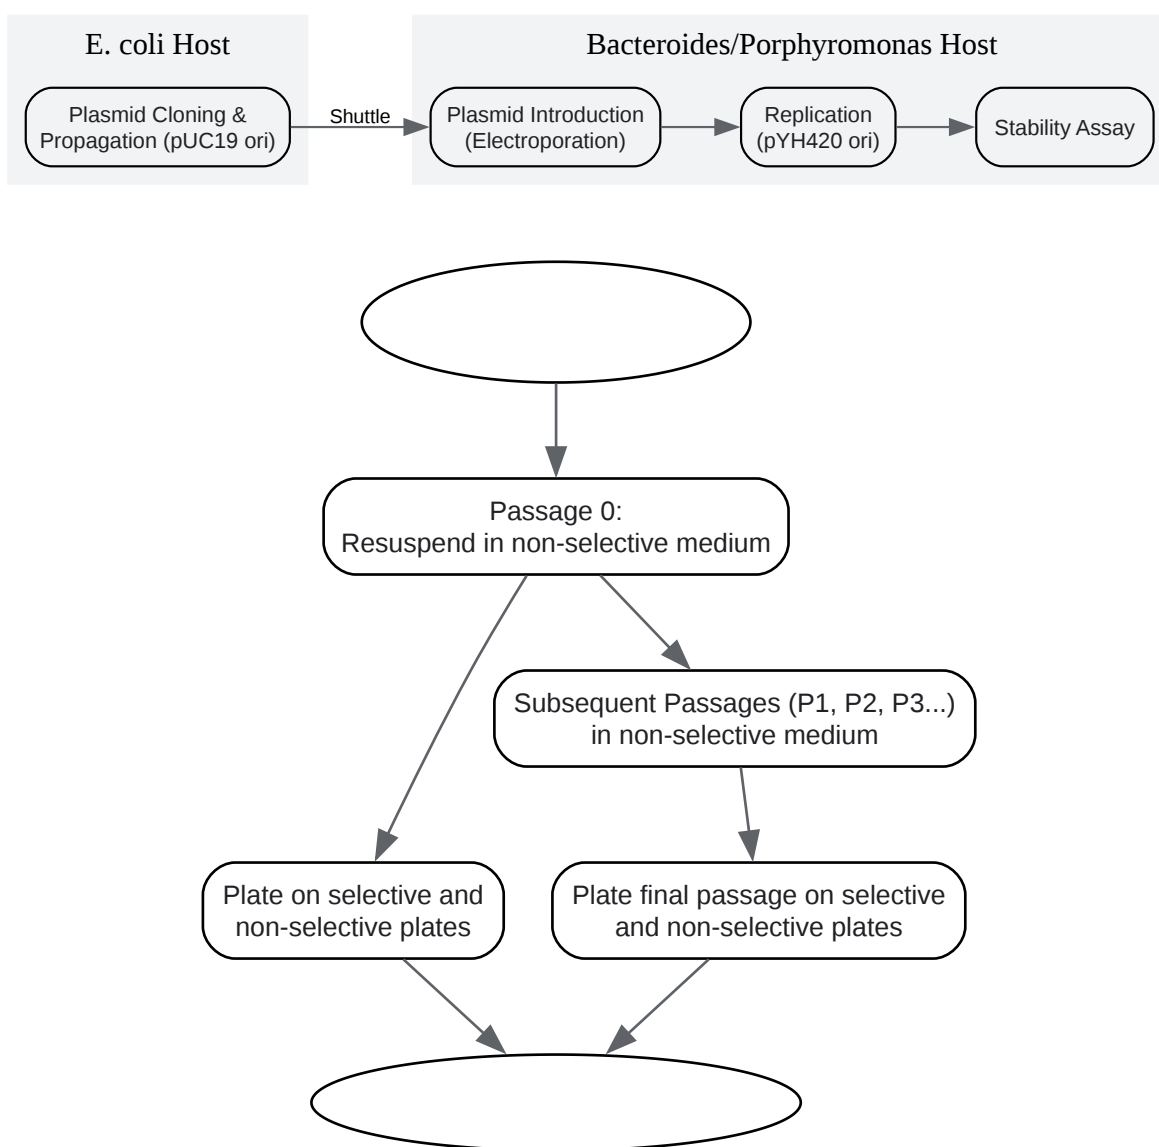 E. coli Host
Bacteroides/Porphyromonas Host
Plasmid Cloning &
Propagation (pUC19 ori)
Shuttle
Plasmid Introduction
(Electroporation)
Replication
(pYH420 ori)
Stability Assay
Passage 0:
Resuspend in non-selective medium
Subsequent Passages (P1, P2, P3...)
in non-selective medium
Plate on selective and
non-selective plates
Plate final passage on selective
and non-selective plates